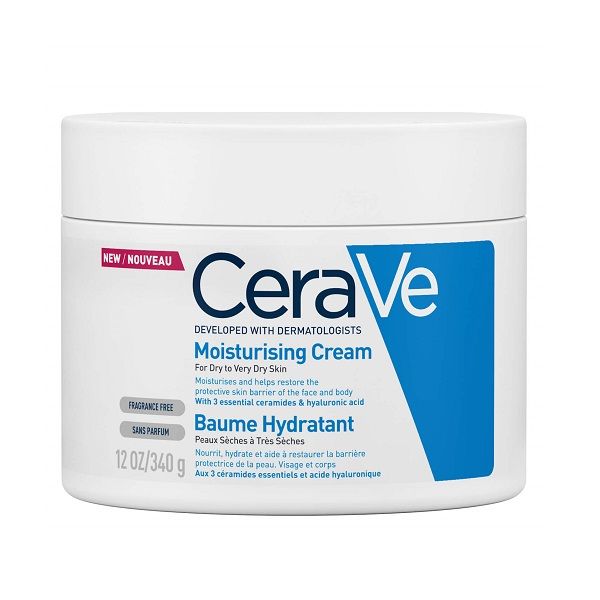 NEW / NOUVEAU
CeraVe
DEVELOPED WITH DERMATOLOGISTS
Moisturising Cream
For Dry to Very Dry Skin
Moisturises and helps restore the
protective skin barrier of the face and body
With 3 essential ceramides & hyaluronic acid
FRAGRANCE FREE
SANS PARFUM
Baume Hydratant
Peaux Sèches à Très Sèches
Nourrit, hydrate et aide à restaurer la barrière
protectrice de la peau. Visage et corps
Aux 3 céramides essentiels et acide hyaluronique
12 OZ/340 g